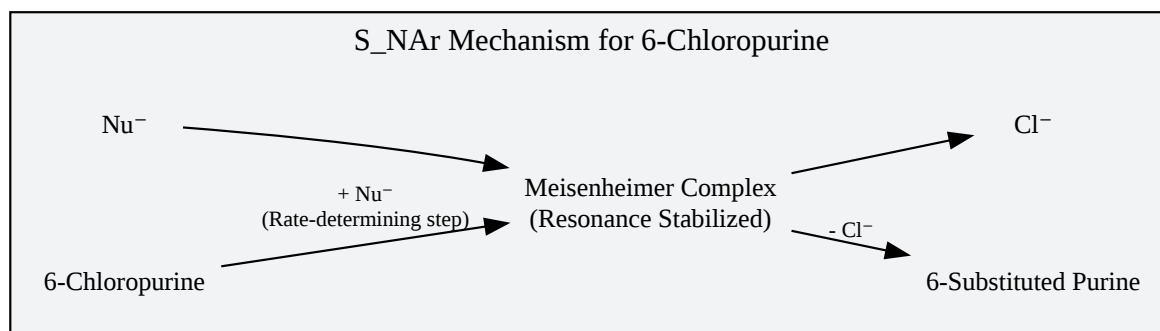 S_NAr Mechanism for 6-Chloropurine
Nu⁻
Cl⁻
+ Nu⁻
(Rate-determining step)
Meisenheimer Complex
(Resonance Stabilized)
- Cl⁻
6-Chloropurine
6-Substituted Purine